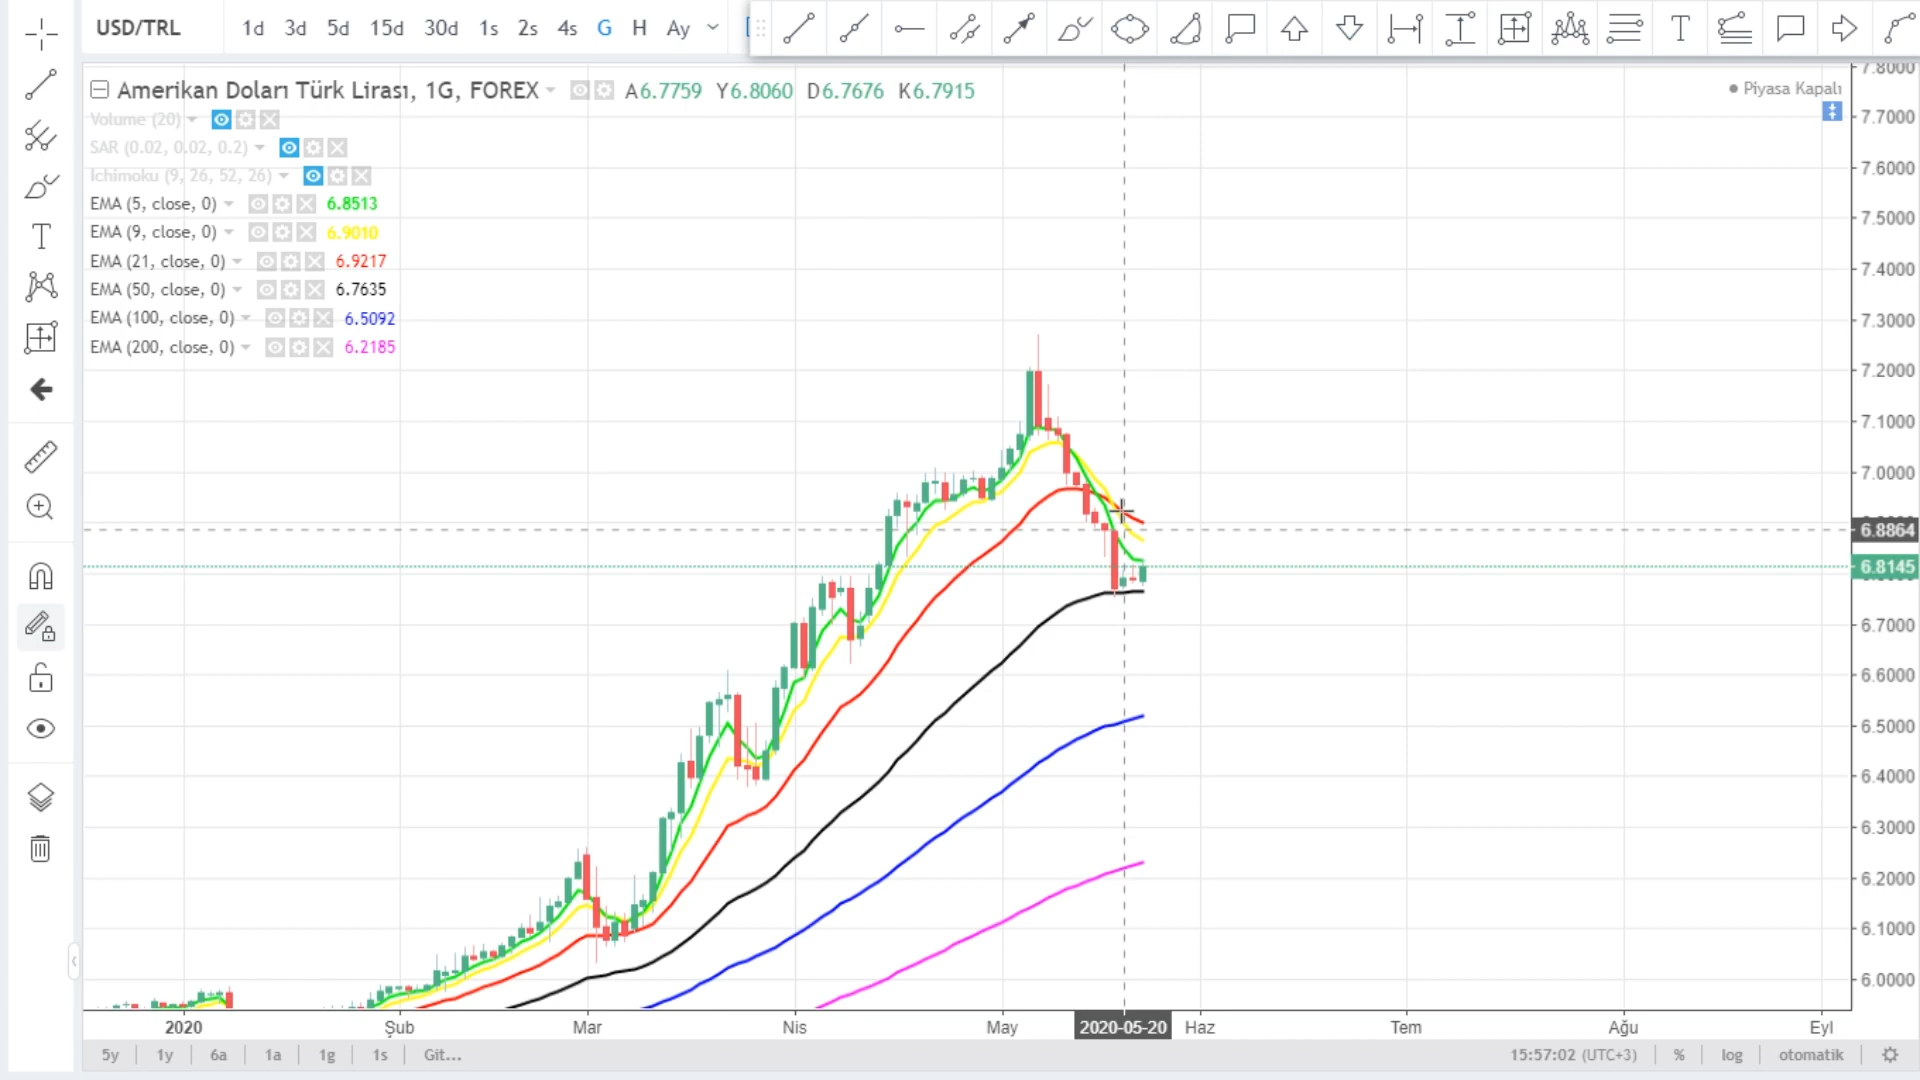 USD/TRL 1d 3d 5d 15d 30d 1s 2s 4s G H Ay
Amerikan Doları Türk Lirası, 1G, FOREX A6.7759 Y6.8060 D6.7676 K6.7915
Piyasa Kapalı
Volume (20)
SAR (0.02, 0.02, 0.2)
Ichimoku (9, 26, 52, 26)
EMA (5, close, 0) 6.8513
EMA (9, close, 0) 6.9010
EMA (21, close, 0) 6.9217
EMA (50, close, 0) 6.7635
EMA (100, close, 0) 6.5092
EMA (200, close, 0) 6.2185
7.8000
7.7000
7.6000
7.5000
7.4000
7.3000
7.2000
7.1000
7.0000
6.8864
6.8145
6.7000
6.6000
6.5000
6.4000
6.3000
6.2000
6.1000
6.0000
2020 Şub Mar Nis May 2020-05-20 Haz Tem Ağu Eyl
5y 1y 6a 1a 1g 1s Git... 15:57:02 (UTC+3) % log otomatik